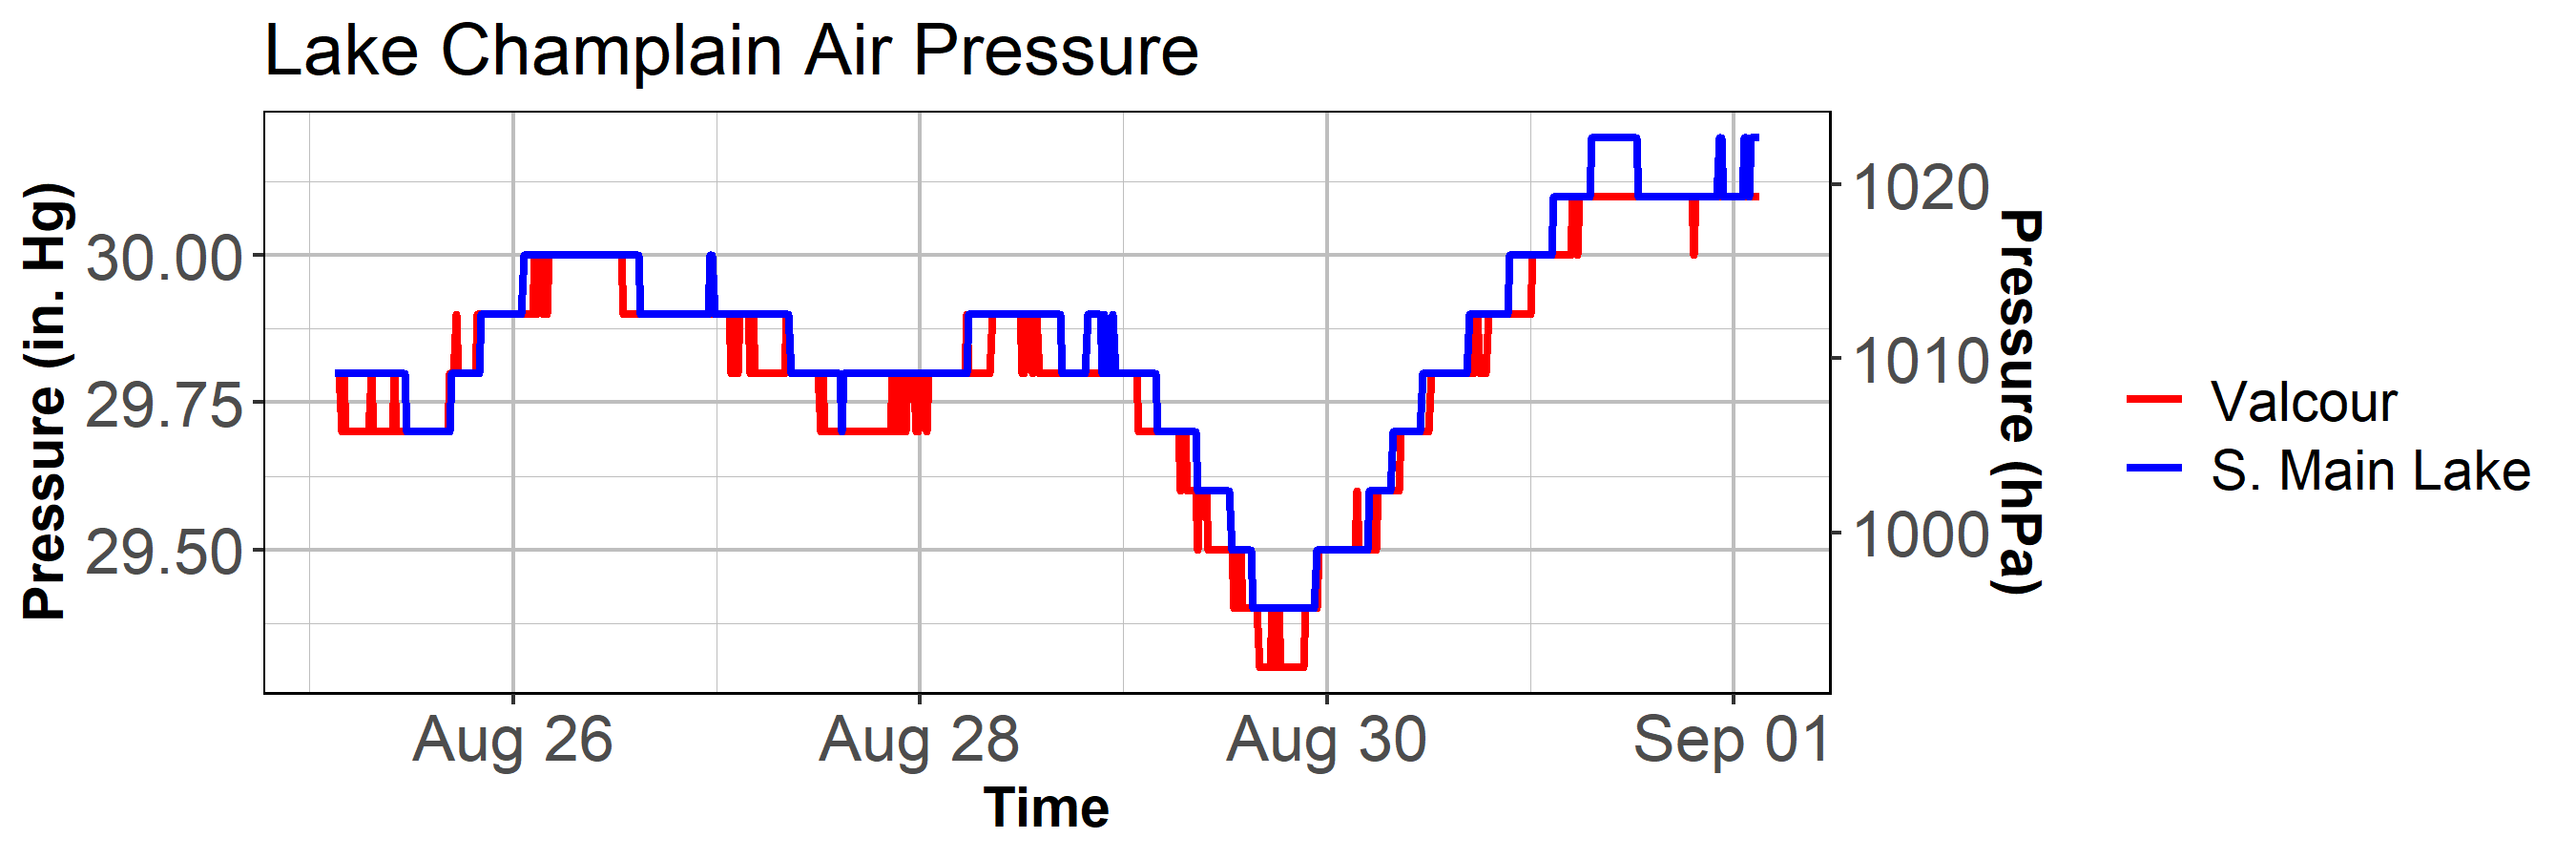 Lake Champlain Air Pressure
Pressure (in. Hg)
30.00
29.75
29.50
1020
1010
1000
Pressure (hPa)
Valcour
S. Main Lake
Aug 26
Aug 28
Aug 30
Sep 01
Time